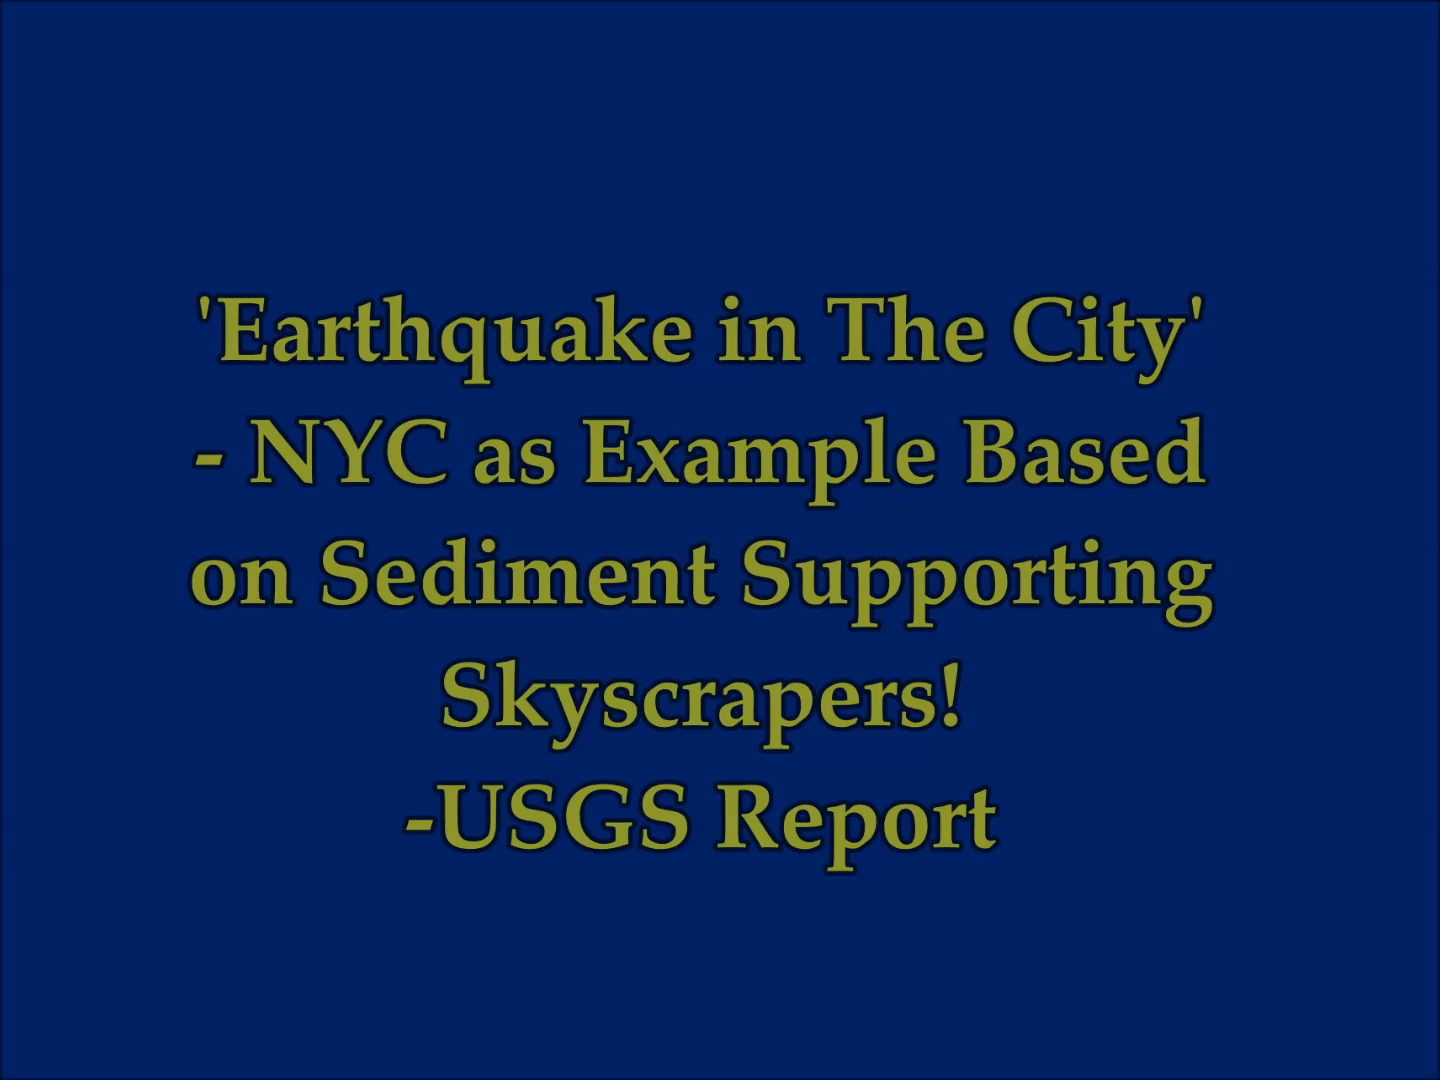 'Earthquake in The City'
- NYC as Example Based
on Sediment Supporting
Skyscrapers!
-USGS Report